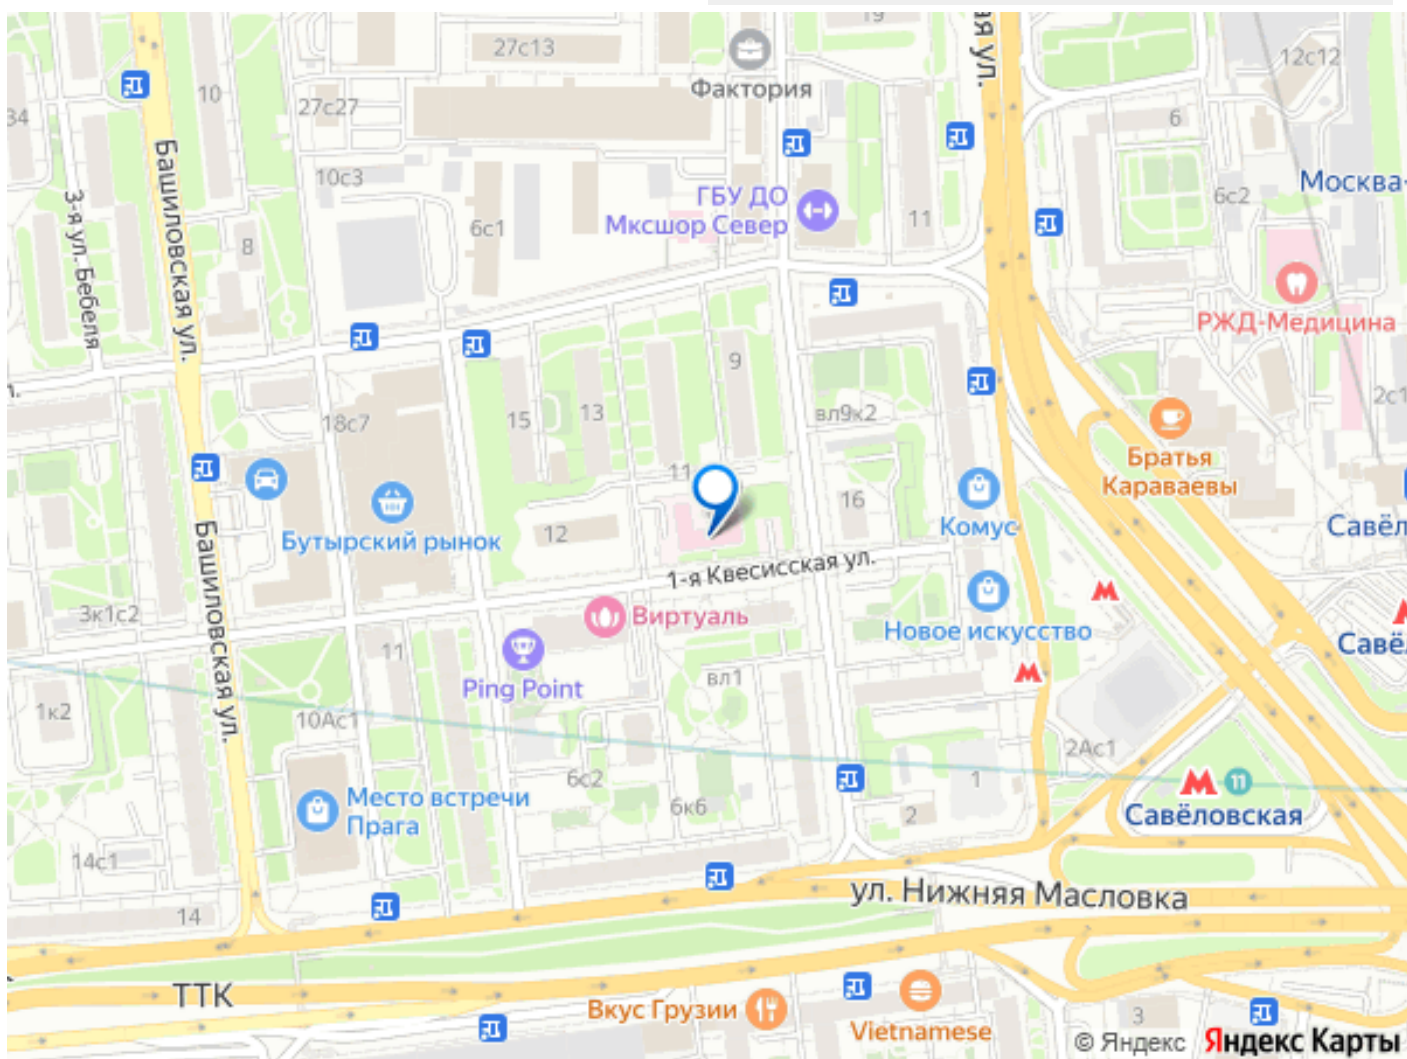 27с13
19
ая ул.
12с12
Фактория
10
27с27
34
6
Башиловская ул.
10с3
Москва-
3-я ул. Бебеля
ГБУ ДО
Мксшор Север
6с2
6с1
11
8
РЖД-Медицина
9
2с1
15
13
вл9к2
18с7
Братья
Караваевы
11
16
Комус
Савёл
Бутырский рынок
12
Башиловская ул.
1-я Квесисская ул.
3к1с2
Виртуаль
Новое искусство
Савё
11
Ping Point
вл1
1к2
10Ас1
2Ас1
6с2
1
11
Место встречи
Прага
6к6
2
Савёловская
14с1
ул. Нижняя Масловка
14
ТТК
Вкус Грузии
Vietnamese
3
© Яндекс Яндекс Карты